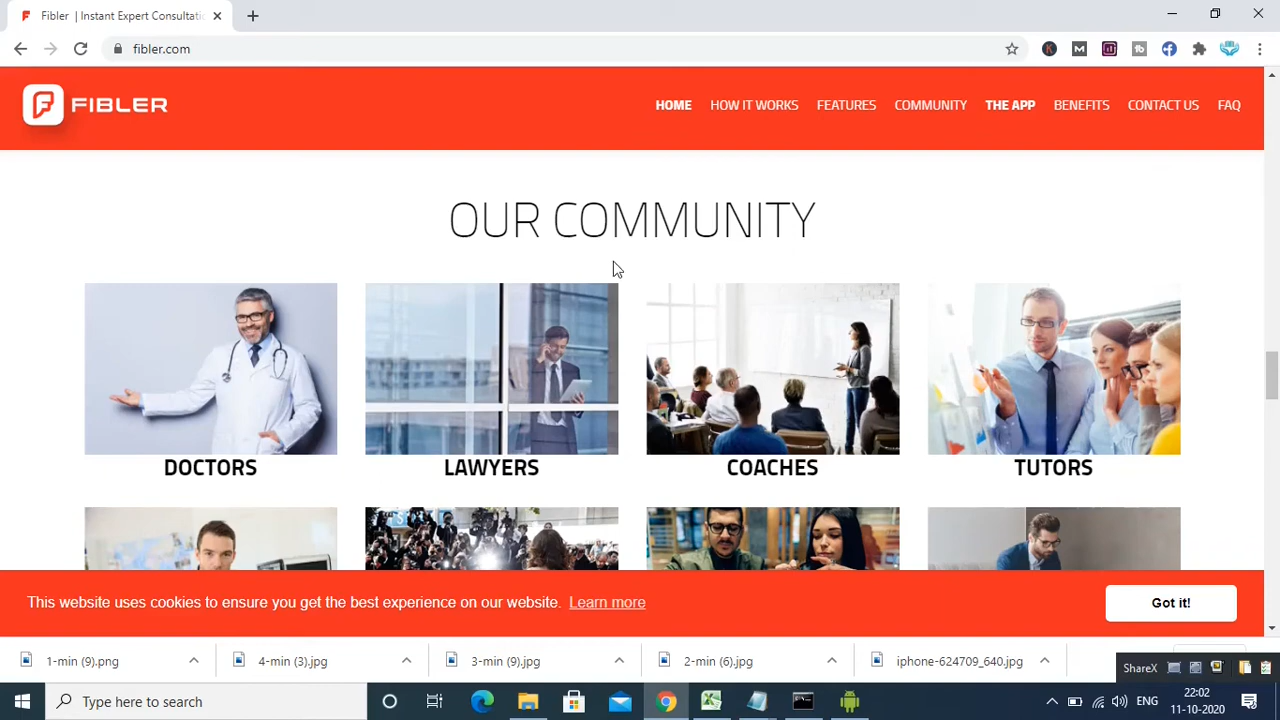 Fibler | Instant Expert Consultati
fibler.com
FIBLER
HOME HOW IT WORKS FEATURES COMMUNITY THE APP BENEFITS CONTACT US FAQ
OUR COMMUNITY
DOCTORS LAWYERS COACHES TUTORS
This website uses cookies to ensure you get the best experience on our website. Learn more
Got it!
1-min (9).png 4-min (3).jpg 3-min (9).jpg 2-min (6).jpg iphone-624709_640.jpg
ShareX
Type here to search
ENG
22:02
11-10-2020